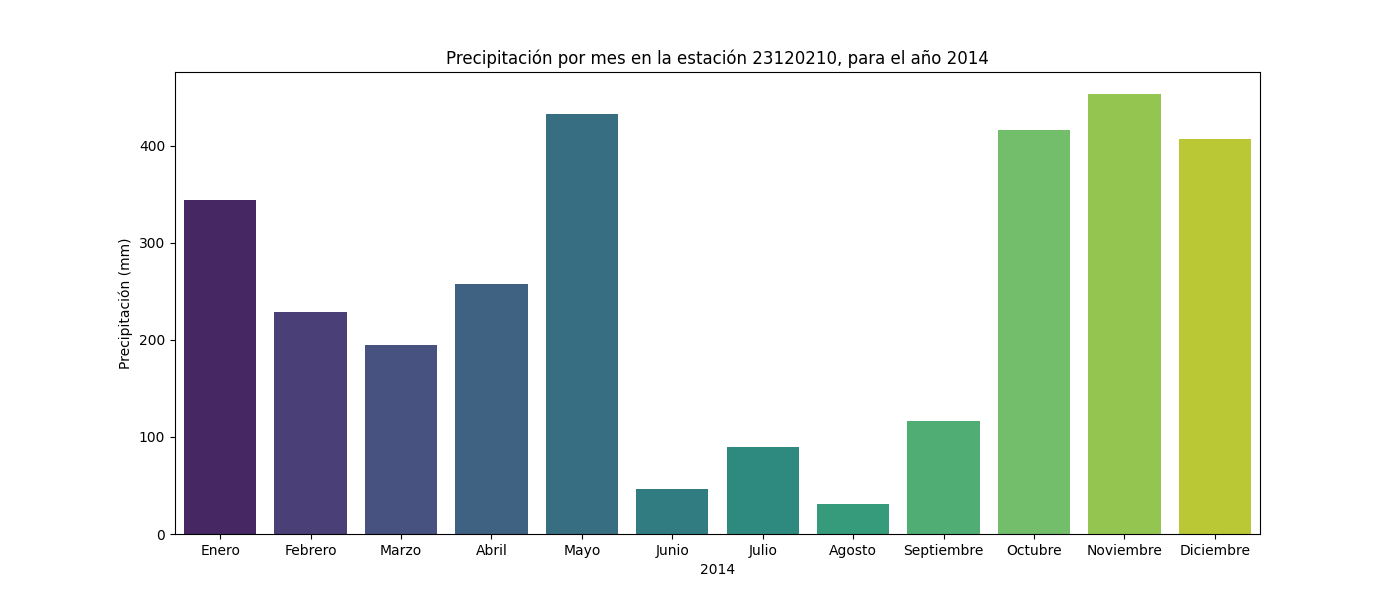 Precipitación por mes en la estación 23120210, para el año 2014
Precipitación (mm)
400
300
200
100
0
Enero Febrero Marzo Abril Mayo Junio Julio Agosto Septiembre Octubre Noviembre Diciembre
2014